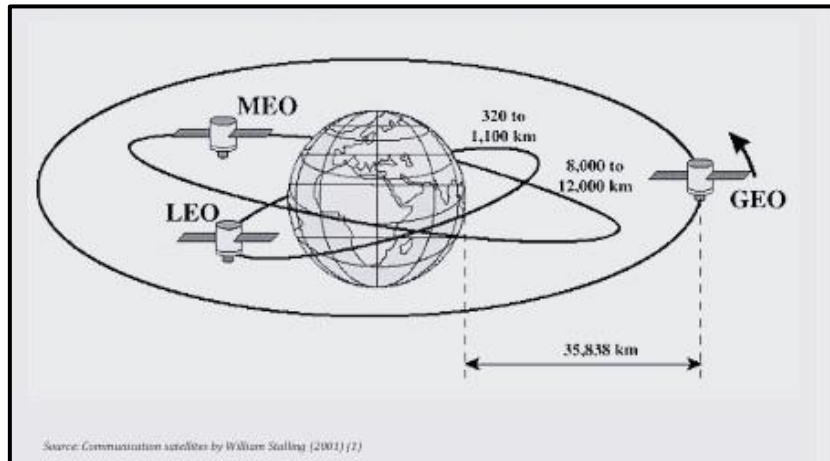 MEO
320 to
1,100 km
8,000 to
12,000 km
LEO
GEO
35,838 km
Source: Communication satellites by William Stalling (2001) (1)